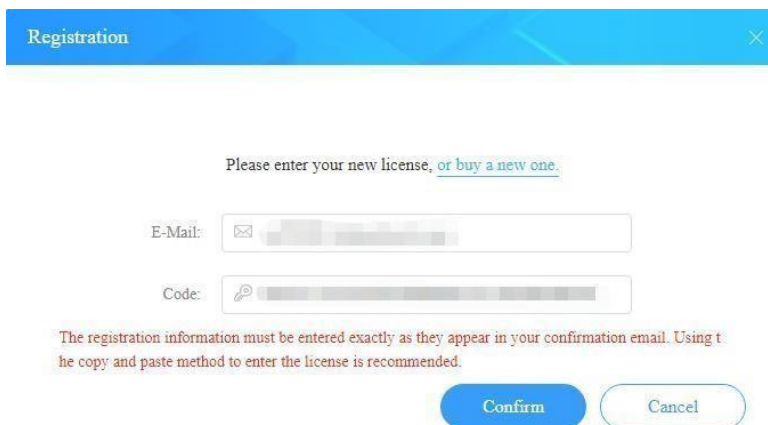 Registration
Please enter your new license, or buy a new one.
E-Mail:
Code:
The registration information must be entered exactly as they appear in your confirmation email. Using t
he copy and paste method to enter the license is recommended.
Confirm Cancel